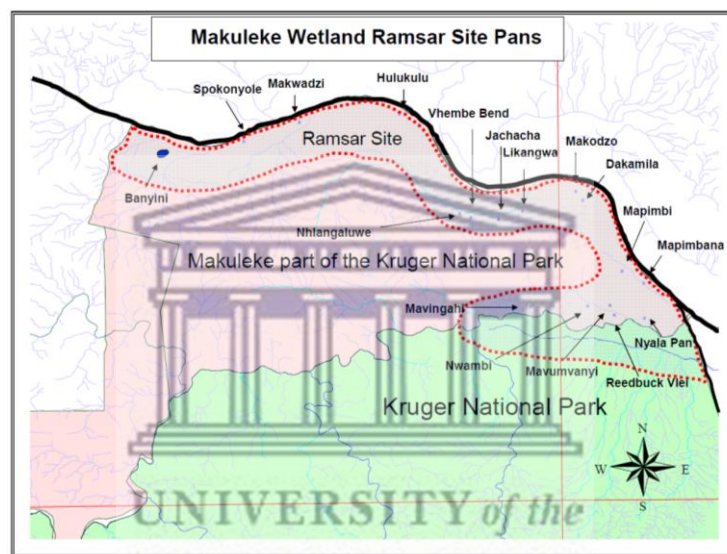 Makuleke Wetland Ramsar Site Pans
Hulukulu
Makwadzi
Spokonyole
Vhembe Bend
Jachacha
Likangwa
Makodzo
Ramsar Site
Dakamila
Banyini
Mapimbi
Nhlangaluwe
Mapimbana
Makuleke part of the Kruger National Park
Mavingahi
Nyala Pan
Nwambi
Mavumvanyi
Reedbuck Vlei
Kruger National Park
N
W E
S
UNIVERSITY of the